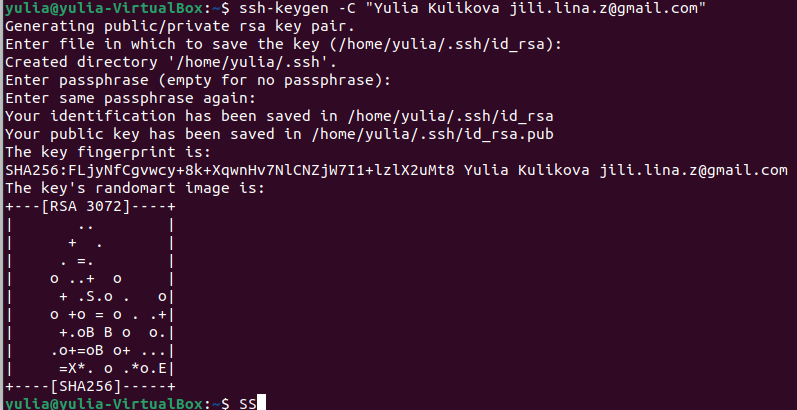 yulia@yulia-VirtualBox:~$ ssh-keygen -C "Yulia Kulikova jili.lina.z@gmail.com"
Generating public/private rsa key pair.
Enter file in which to save the key (/home/yulia/.ssh/id_rsa):
Created directory '/home/yulia/.ssh'.
Enter passphrase (empty for no passphrase):
Enter same passphrase again:
Your identification has been saved in /home/yulia/.ssh/id_rsa
Your public key has been saved in /home/yulia/.ssh/id_rsa.pub
The key fingerprint is:
SHA256:FLjyNfCgvwcy+8k+XqwnHv7NlCNZjW7I1+lzlX2uMt8 Yulia Kulikova jili.lina.z@gmail.com
The key's randomart image is:
+---[RSA 3072]----+
|        ..       |
|       +  .      |
|      . =.       |
|     o ..+  o    |
|      + .S.o .   o|
|     o +o = o . .+|
|      +.oB B o  o.|
|     .o+=oB o+ ...|
|      =X*. o .*o.E|
+----[SHA256]-----+
yulia@yulia-VirtualBox:~$ SS